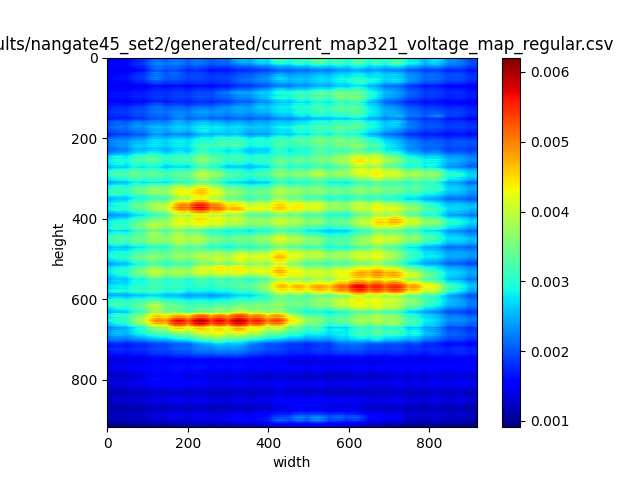 ults/nangate45_set2/generated/current_map321_voltage_map_regular.csv
0
200
400
600
800
height
0 200 400 600 800
width
0.006
0.005
0.004
0.003
0.002
0.001